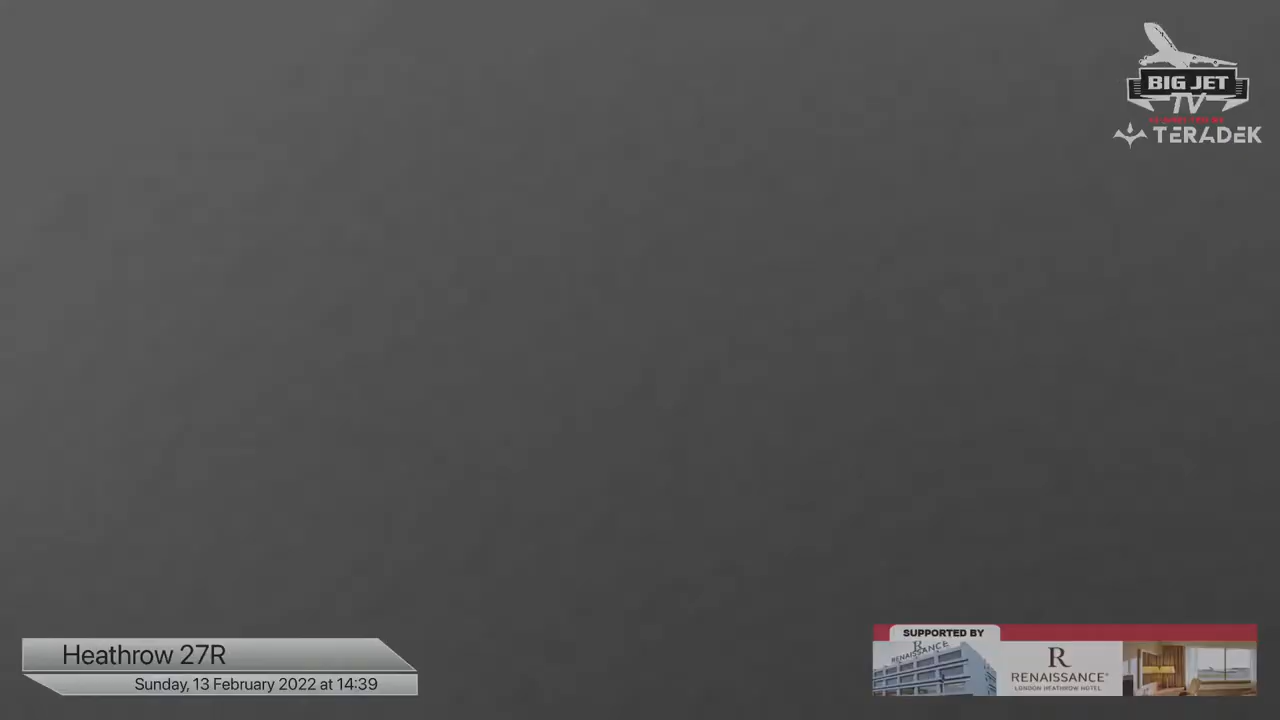 BIG JET
TV
TERADEK
Heathrow 27R
Sunday, 13 February 2022 at 14:39
SUPPORTED BY
RENAISSANCE
R
RENAISSANCE®
LONDON HEATHROW HOTEL